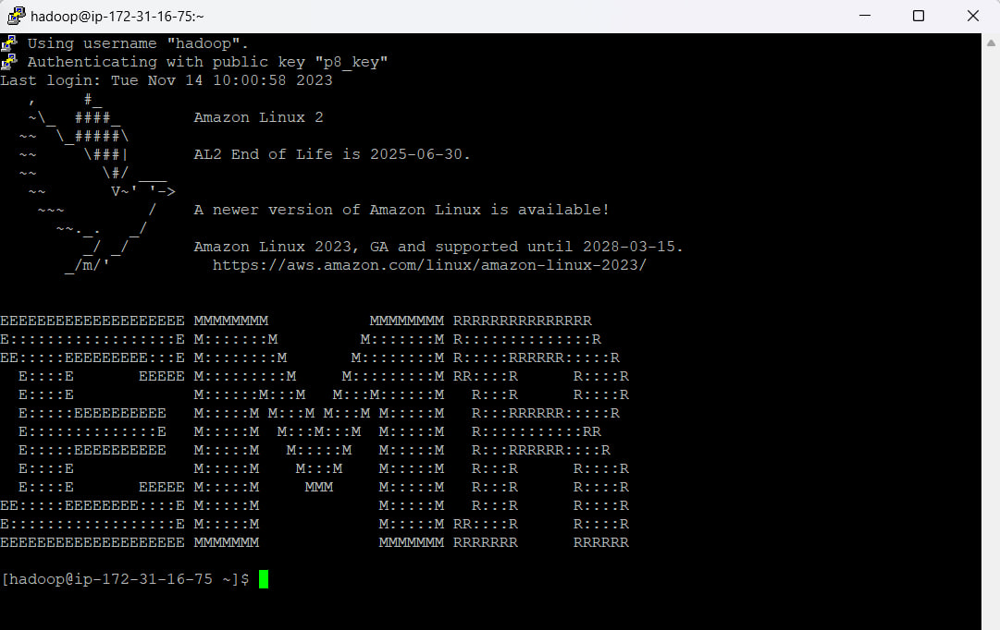 hadoop@ip-172-31-16-75:~
Using username "hadoop".
Authenticating with public key "p8_key"
Last login: Tue Nov 14 10:00:58 2023
   ,     #_
   ~\_  ####_        Amazon Linux 2
  ~~  \_#####\
  ~~     \###|       AL2 End of Life is 2025-06-30.
  ~~       \#/ ___
   ~~       V~' '->
    ~~~         /    A newer version of Amazon Linux is available!
      ~~._.   _/
         _/ _/       Amazon Linux 2023, GA and supported until 2028-03-15.
       _/m/'           https://aws.amazon.com/linux/amazon-linux-2023/
EEEEEEEEEEEEEEEEEEEE MMMMMMMM           MMMMMMMM RRRRRRRRRRRRRRR
E::::::::::::::::::E M:::::::M         M:::::::M R::::::::::::::R
EE:::::EEEEEEEEE:::E M::::::::M       M::::::::M R:::::RRRRRR:::::R
  E::::E       EEEEE M:::::::::M     M:::::::::M RR::::R      R::::R
  E::::E             M::::::M:::M   M:::M::::::M   R:::R      R::::R
  E:::::EEEEEEEEEE   M:::::M M:::M M:::M M:::::M   R:::RRRRRR:::::R
  E::::::::::::::E   M:::::M  M:::M:::M  M:::::M   R:::::::::::RR
  E:::::EEEEEEEEEE   M:::::M   M:::::M   M:::::M   R:::RRRRRR::::R
  E::::E             M:::::M    M:::M    M:::::M   R:::R      R::::R
  E::::E       EEEEE M:::::M     MMM     M:::::M   R:::R      R::::R
EE:::::EEEEEEEE::::E M:::::M             M:::::M   R:::R      R::::R
E::::::::::::::::::E M:::::M             M:::::M RR::::R      R::::R
EEEEEEEEEEEEEEEEEEEE MMMMMMM             MMMMMMM RRRRRRR      RRRRRR
[hadoop@ip-172-31-16-75 ~]$